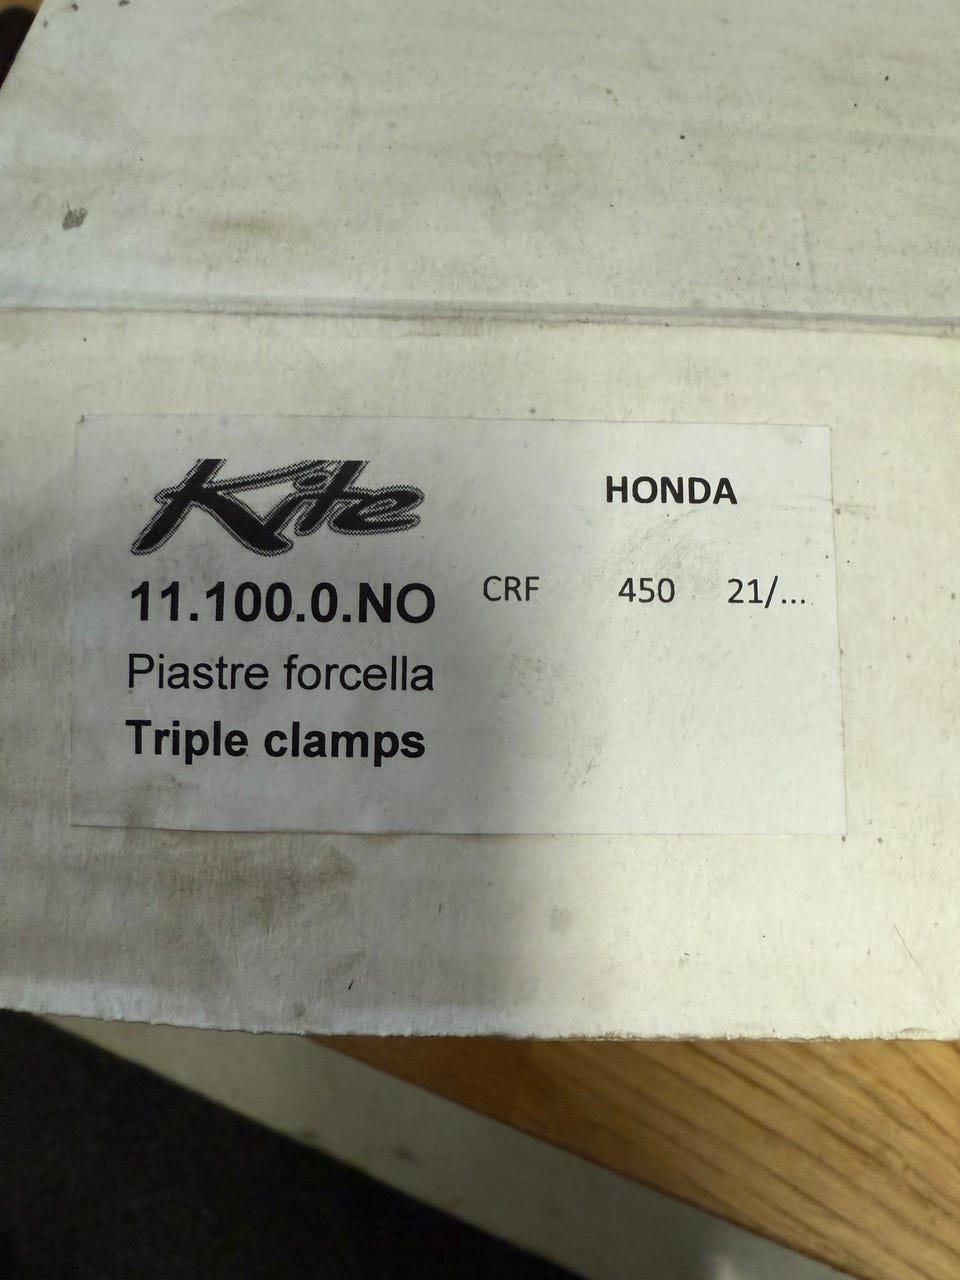 Kite
HONDA
11.100.0.NO
CRF 450 21/...
Piastre forcella
Triple clamps